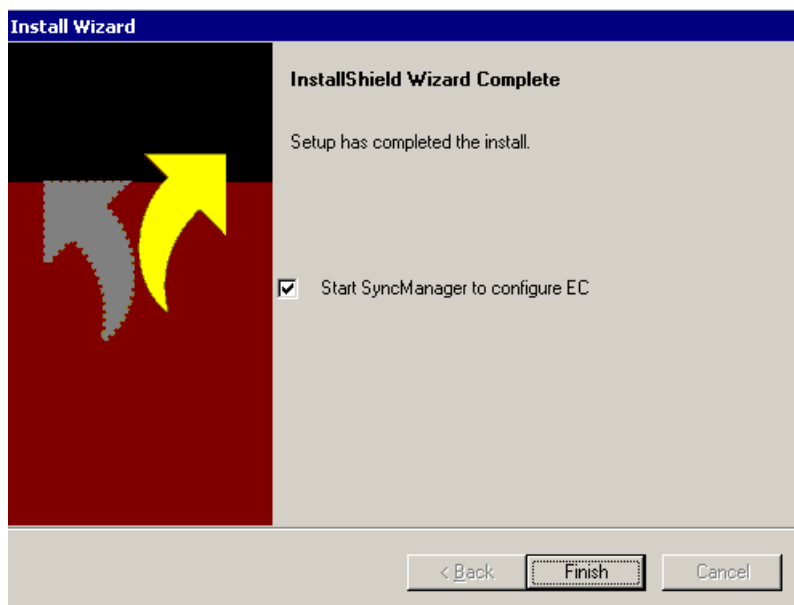 Install Wizard
InstallShield Wizard Complete
Setup has completed the install.
Start SyncManager to configure EC
< Back Finish Cancel